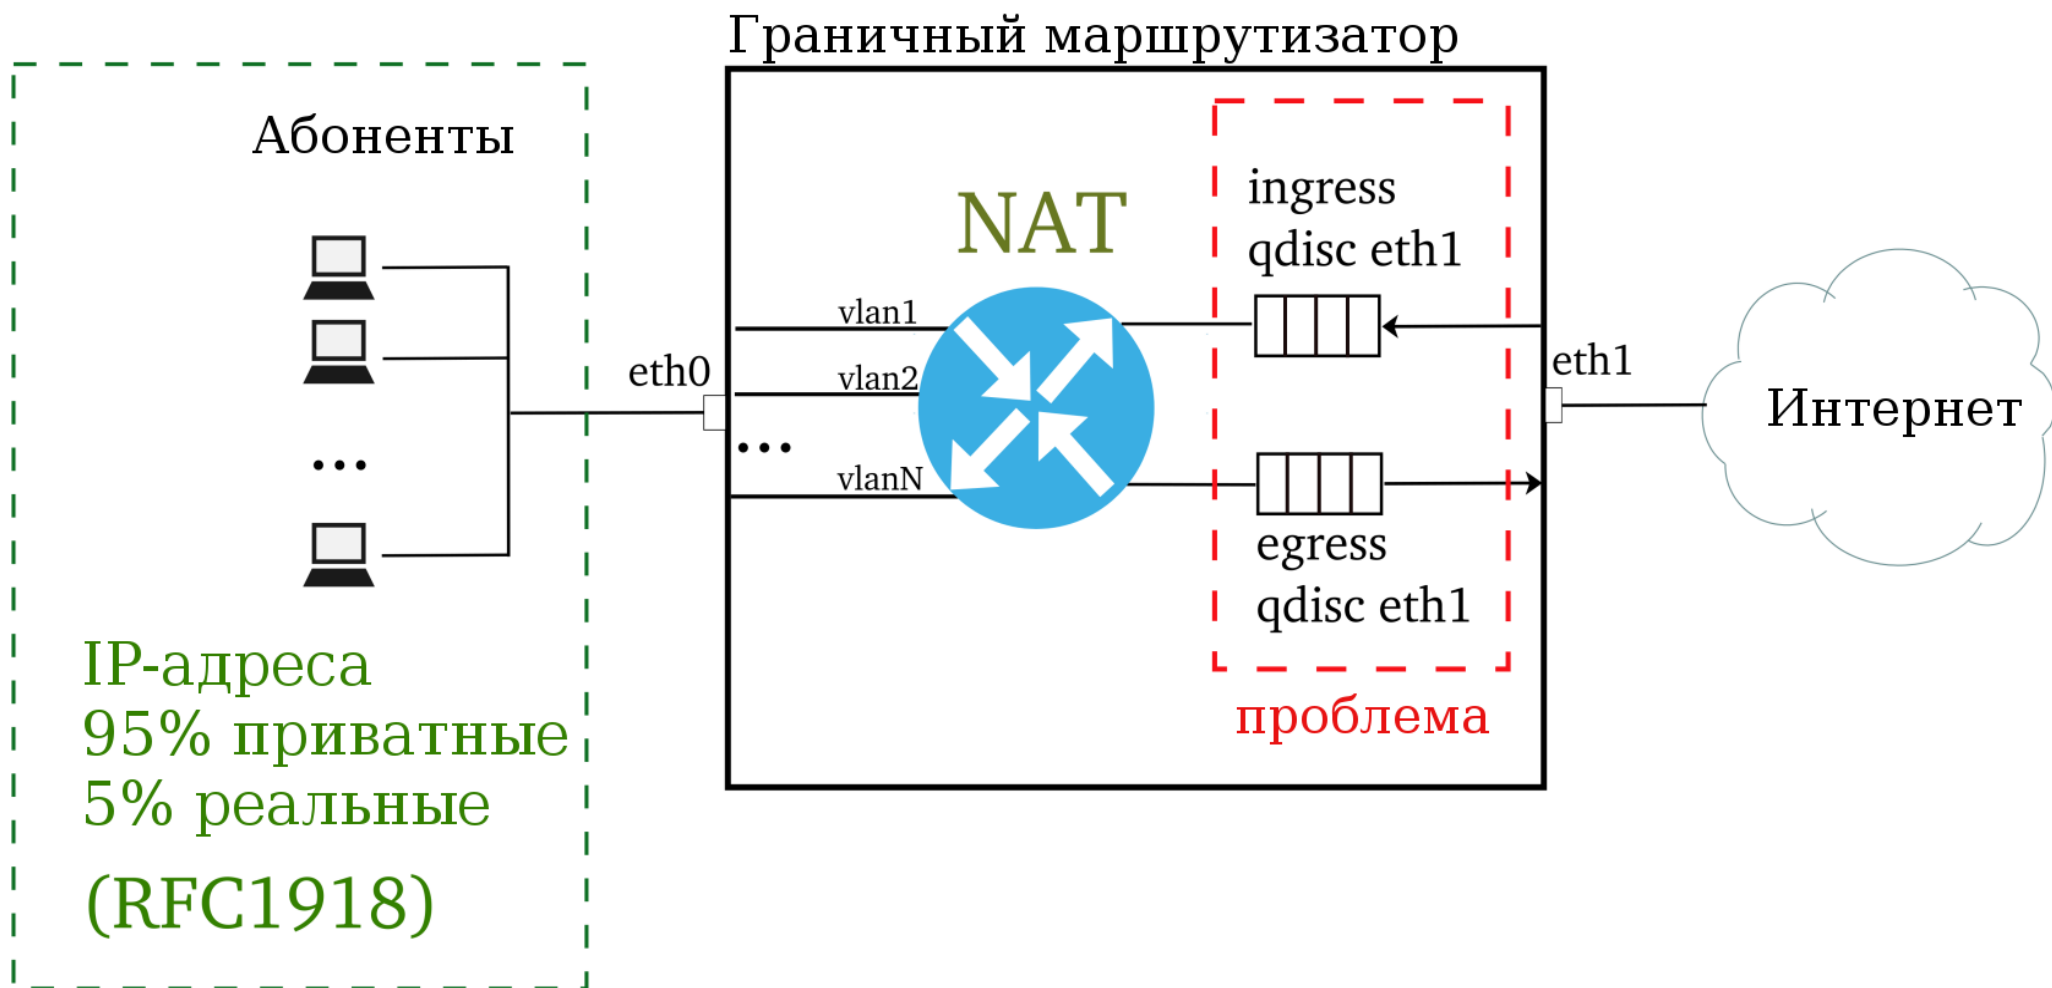 Граничный маршрутизатор
Абоненты
NAT
ingress
qdisc eth1
vlan1
vlan2
...
vlanN
eth0
eth1
Интернет
...
egress
qdisc eth1
проблема
IP-адреса
95% приватные
5% реальные
(RFC1918)